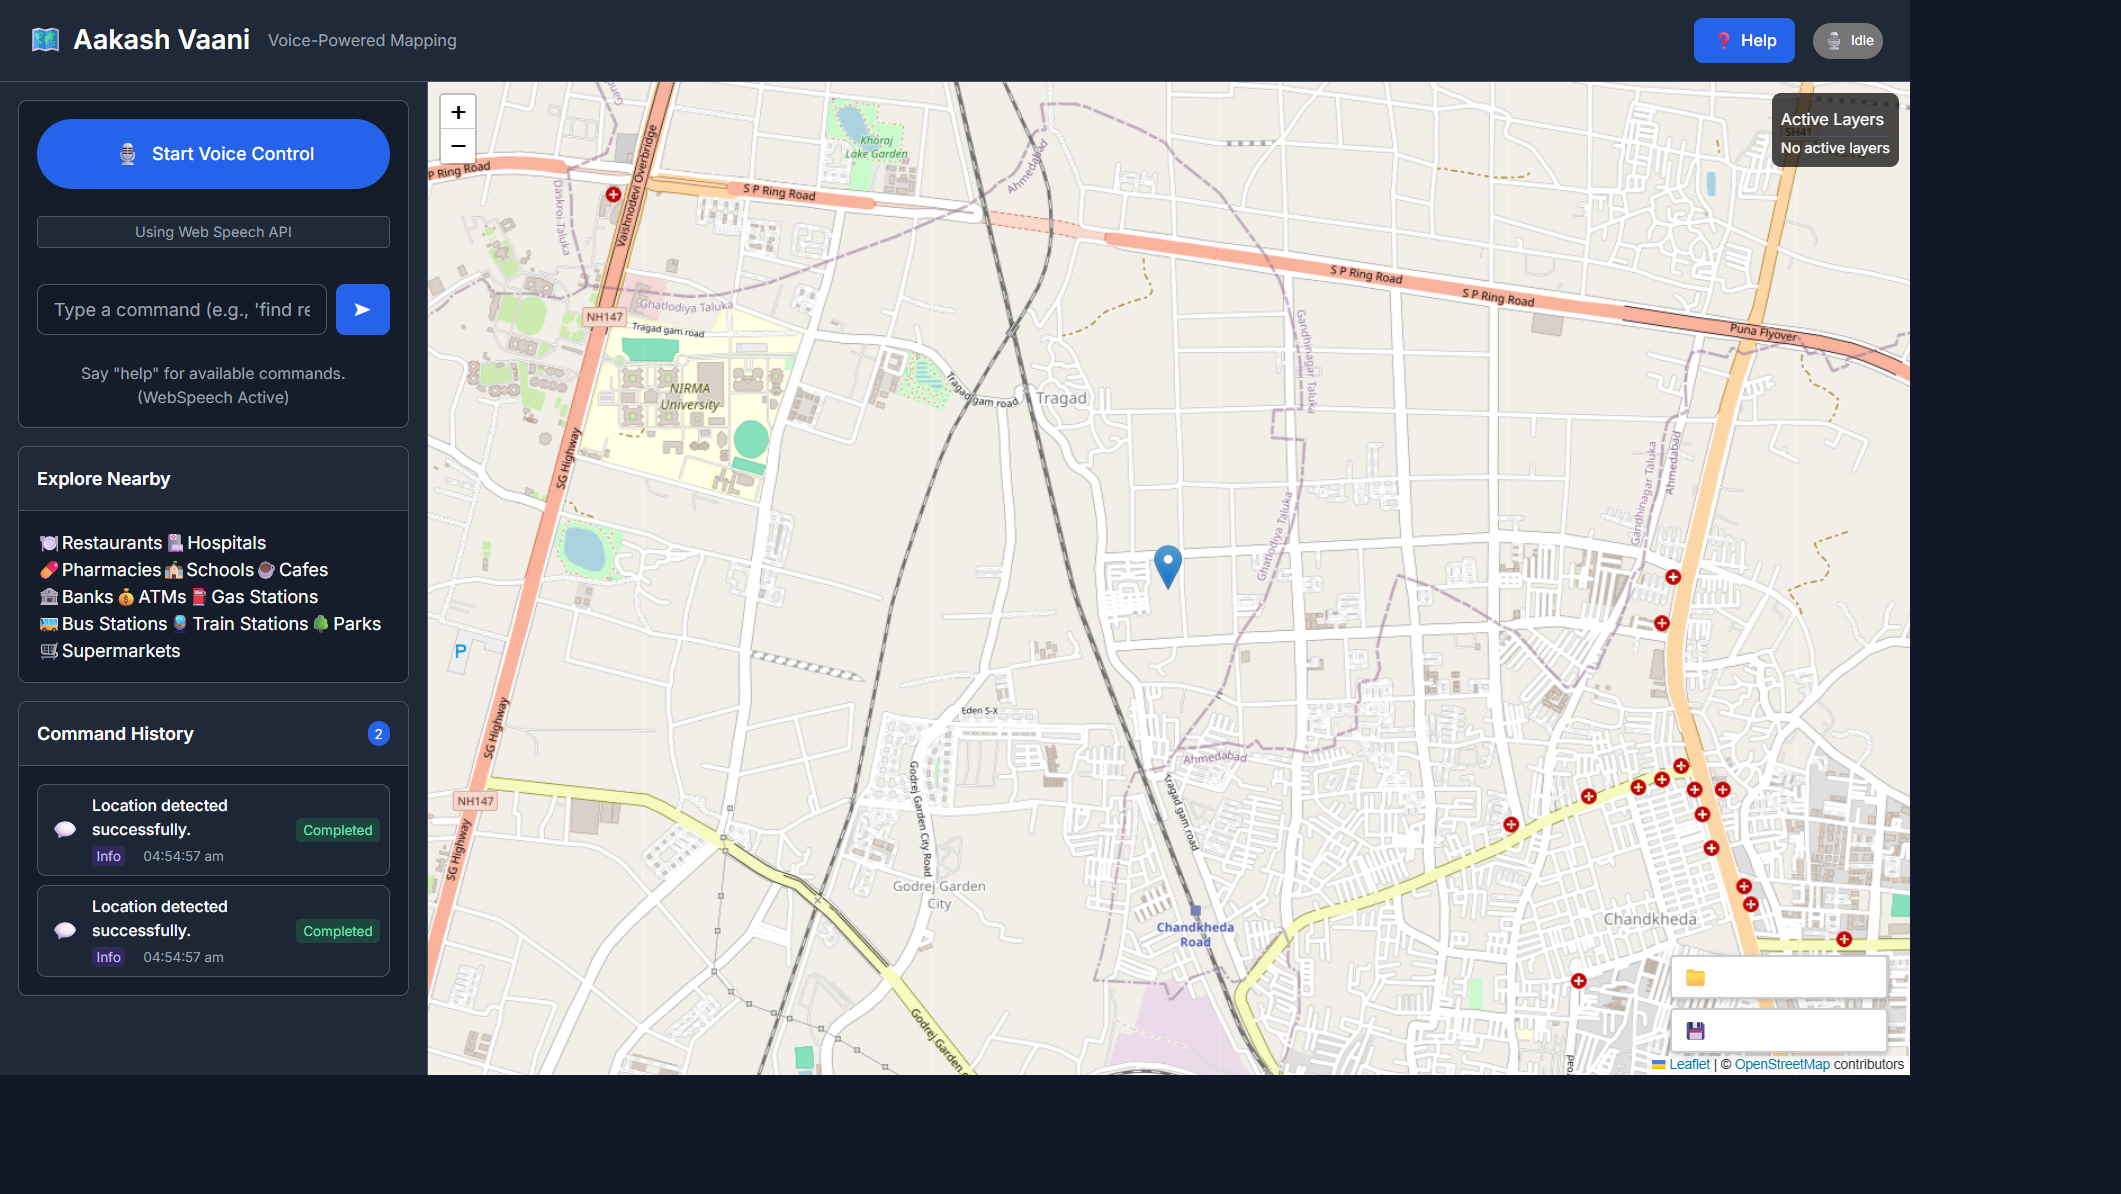 Aakash Vaani
Voice-Powered Mapping
Help
Idle
Start Voice Control
Using Web Speech API
Type a command (e.g., 'find re
Say "help" for available commands.
(WebSpeech Active)
Explore Nearby
Restaurants Hospitals
Pharmacies Schools Cafes
Banks ATMs Gas Stations
Bus Stations Train Stations Parks
Supermarkets
Command History
2
Location detected
successfully.
Completed
Info 04:54:57 am
Location detected
successfully.
Completed
Info 04:54:57 am
+
−
Active Layers
No active layers
SH41
Khoraj
Lake Garden
P Ring Road
Vaishnodevi Overbridge
Daskroi Taluka
S P Ring Road
Ahmedabad
S P Ring Road
S P Ring Road
Puna Flyover
Ghatlodiya Taluka
NH147
Tragad gam road
NIRMA
University
Tragad gam road
Tragad
Gandhinagar Taluka
Ghatlodiya Taluka
Gandhinagar Taluka
Ahmedabad
SG Highway
P
SG Highway
Eden 5-X
Ahmedabad
NH147
Godrej Garden City Road
Tragad gam road
SG Highway
Godrej Garden
City
Chandkheda
Road
Chandkheda
Godrej Garden
Leaflet | © OpenStreetMap contributors